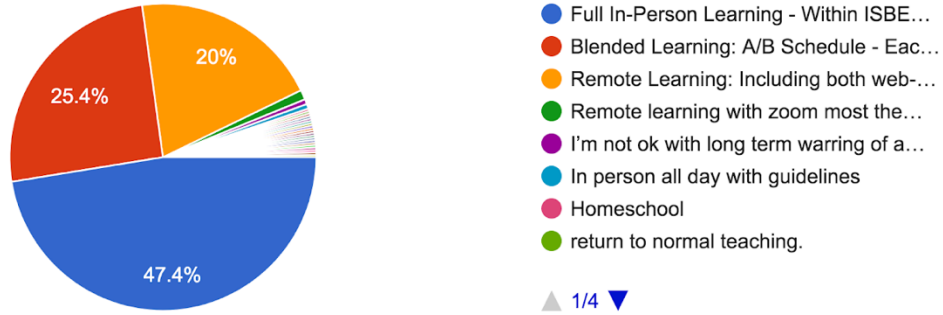 20%
25.4%
47.4%
Full In-Person Learning - Within ISBE...
Blended Learning: A/B Schedule - Eac...
Remote Learning: Including both web-...
Remote learning with zoom most the...
I'm not ok with long term warring of a...
In person all day with guidelines
Homeschool
return to normal teaching.
1/4